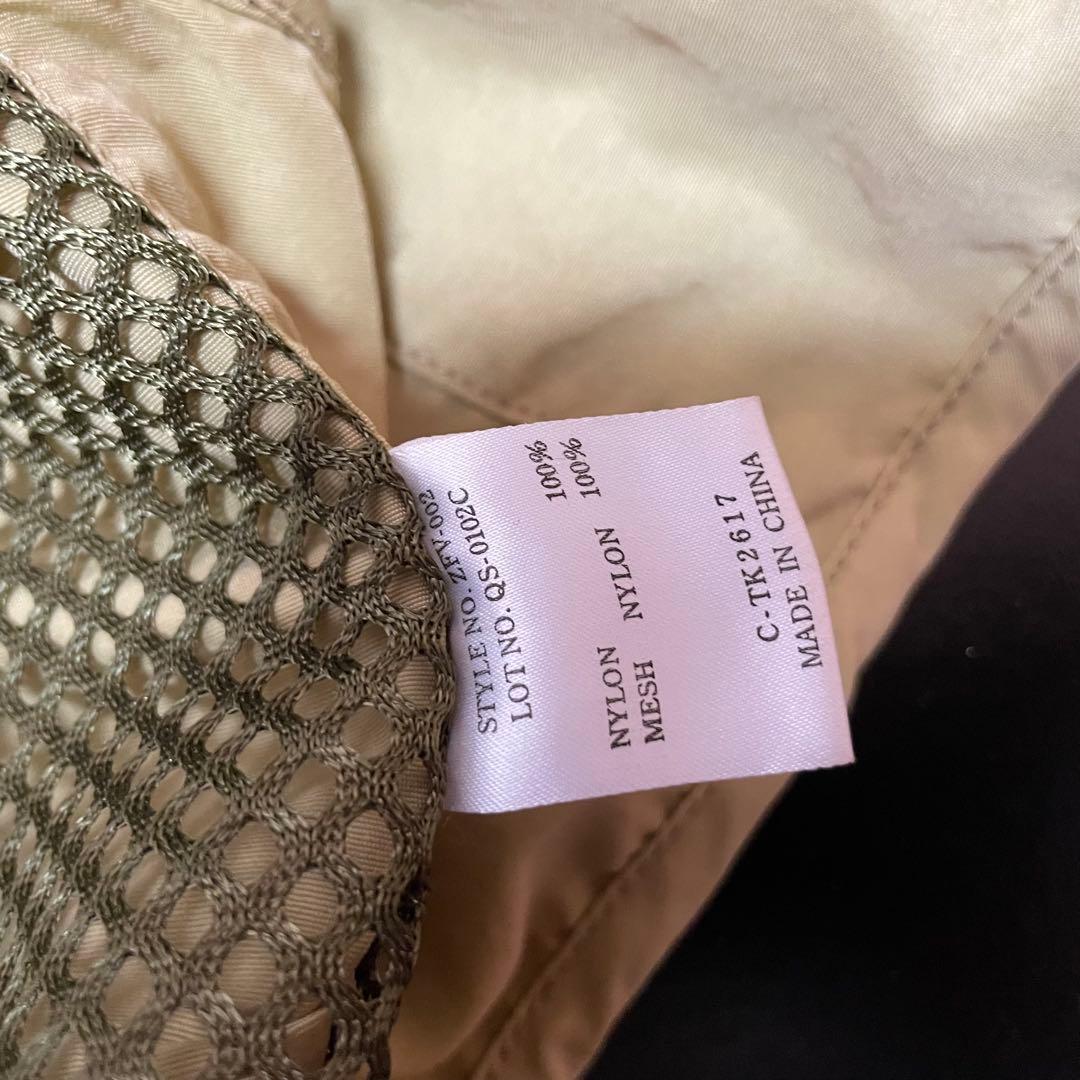 STYLE NO. ZFV-002
LOT NO. QS-0102C
NYLON NYLON 100%
MESH 100%
C-TK2617
MADE IN CHINA